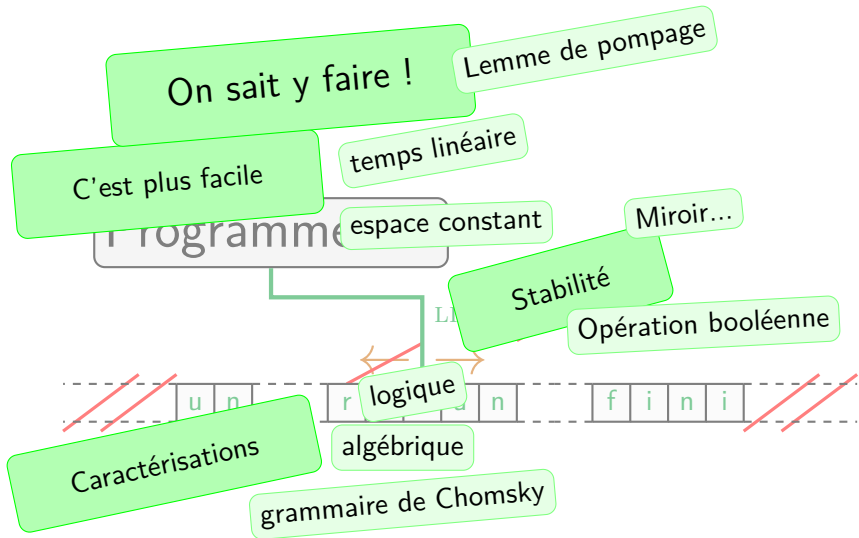 On sait y faire !
Lemme de pompage
temps linéaire
C'est plus facile
espace constant
Miroir...
Stabilité
Opération booléenne
logique
u n
r
u n
f i n i
algébrique
Caractérisations
grammaire de Chomsky